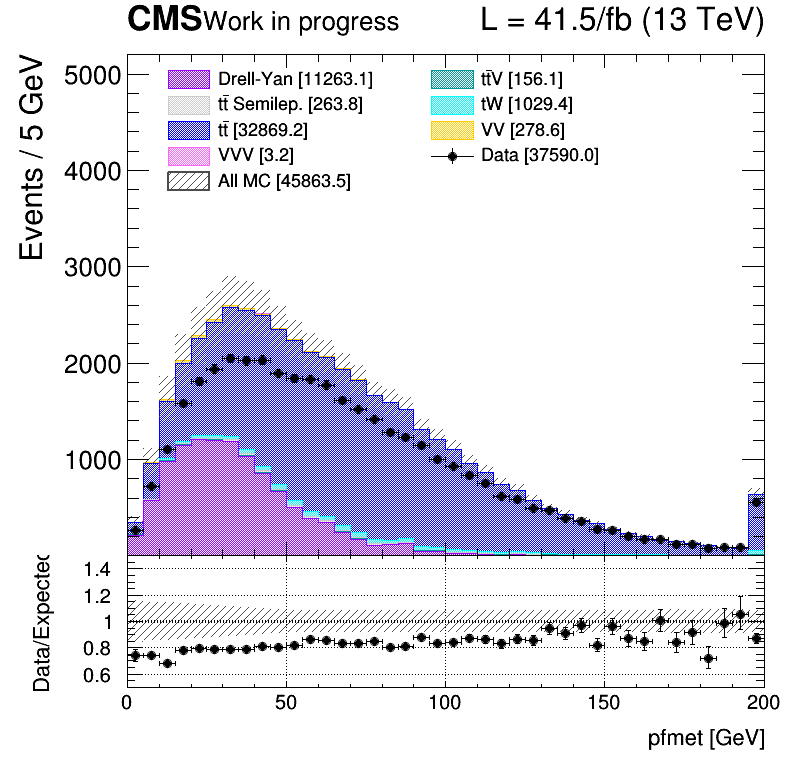 CMS Work in progress L = 41.5/fb (13 TeV)
Events / 5 GeV
5000
4000
3000
2000
1000
Drell-Yan [11263.1]
tt̄ Semilep. [263.8]
tt̄ [32869.2]
VVV [3.2]
All MC [45863.5]
tt̄V [156.1]
tW [1029.4]
VV [278.6]
Data [37590.0]
Data/Expected
1.4
1.2
1
0.8
0.6
0 50 100 150 200
pfmet [GeV]